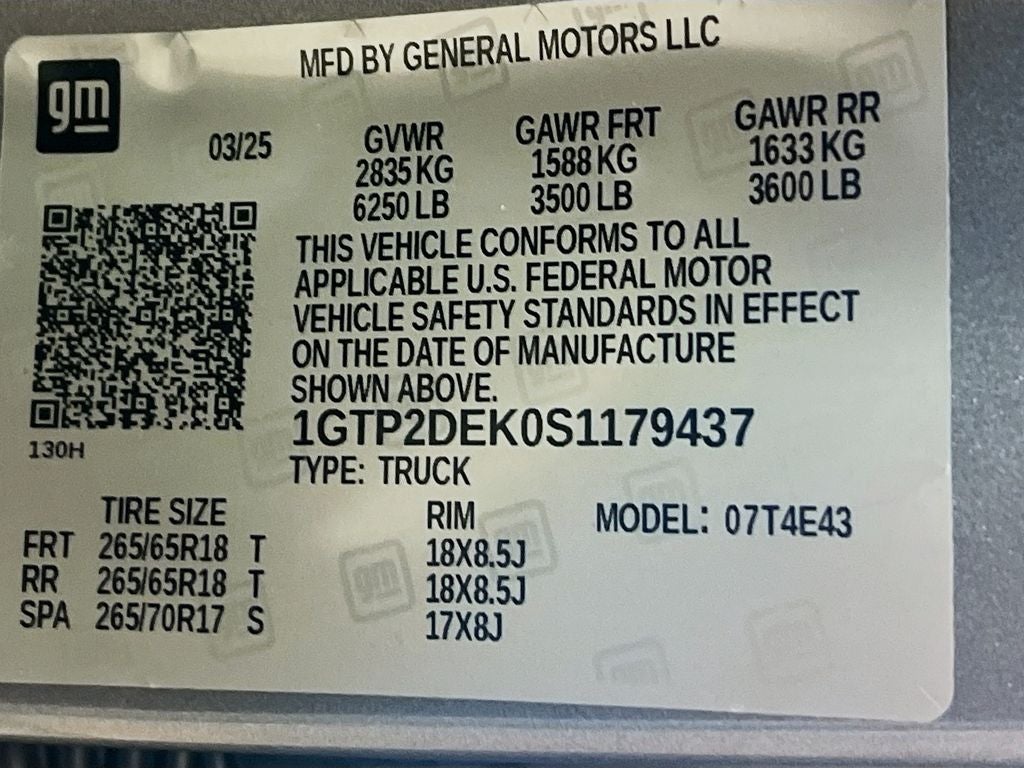 MFD BY GENERAL MOTORS LLC
gm
03/25
GVWR GAWR FRT GAWR RR
2835 KG 1588 KG 1633 KG
6250 LB 3500 LB 3600 LB
THIS VEHICLE CONFORMS TO ALL
APPLICABLE U.S. FEDERAL MOTOR
VEHICLE SAFETY STANDARDS IN EFFECT
ON THE DATE OF MANUFACTURE
SHOWN ABOVE.
1GTP2DEK0S1179437
130H
TYPE: TRUCK
TIRE SIZE RIM MODEL: 07T4E43
FRT 265/65R18 T 18X8.5J
RR 265/65R18 T 18X8.5J
SPA 265/70R17 S 17X8J